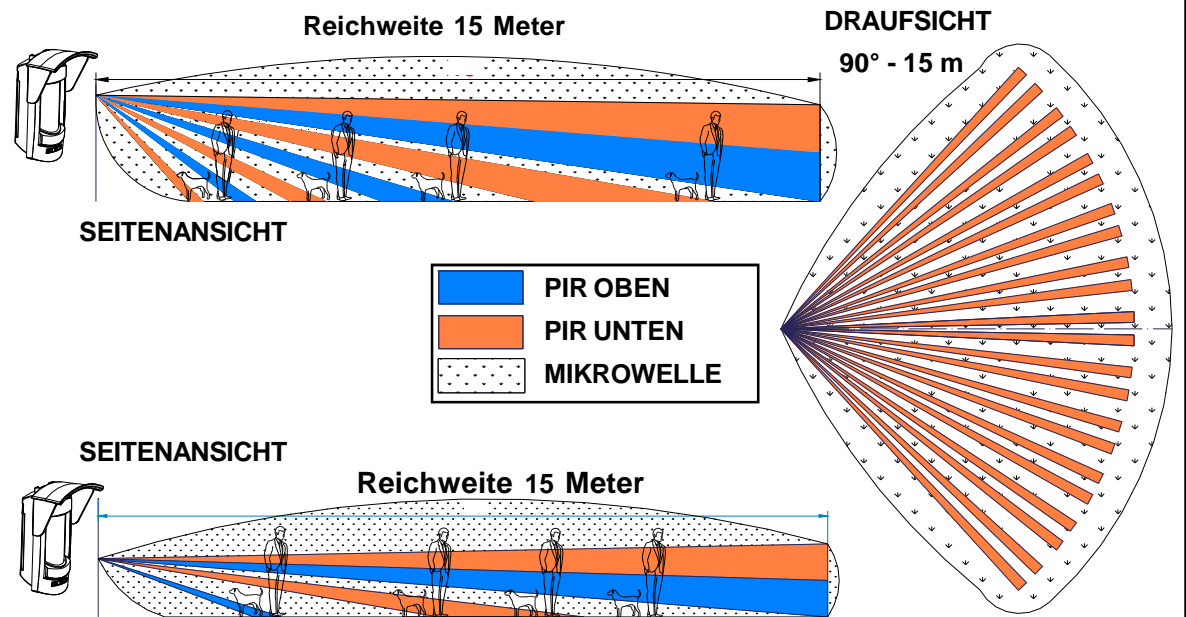 Reichweite 15 Meter
DRAUFSICHT
90° - 15 m
SEITENANSICHT
PIR OBEN
PIR UNTEN
MIKROWELLE
SEITENANSICHT
Reichweite 15 Meter